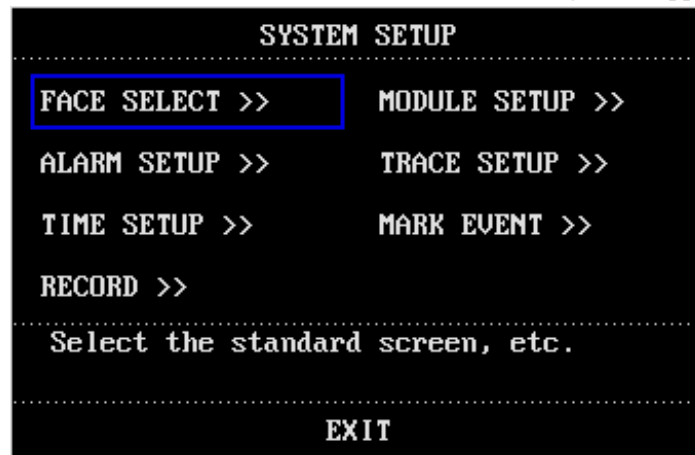 SYSTEM SETUP
FACE SELECT >> MODULE SETUP >>
ALARM SETUP >> TRACE SETUP >>
TIME SETUP >> MARK EVENT >>
RECORD >>
Select the standard screen, etc.
EXIT